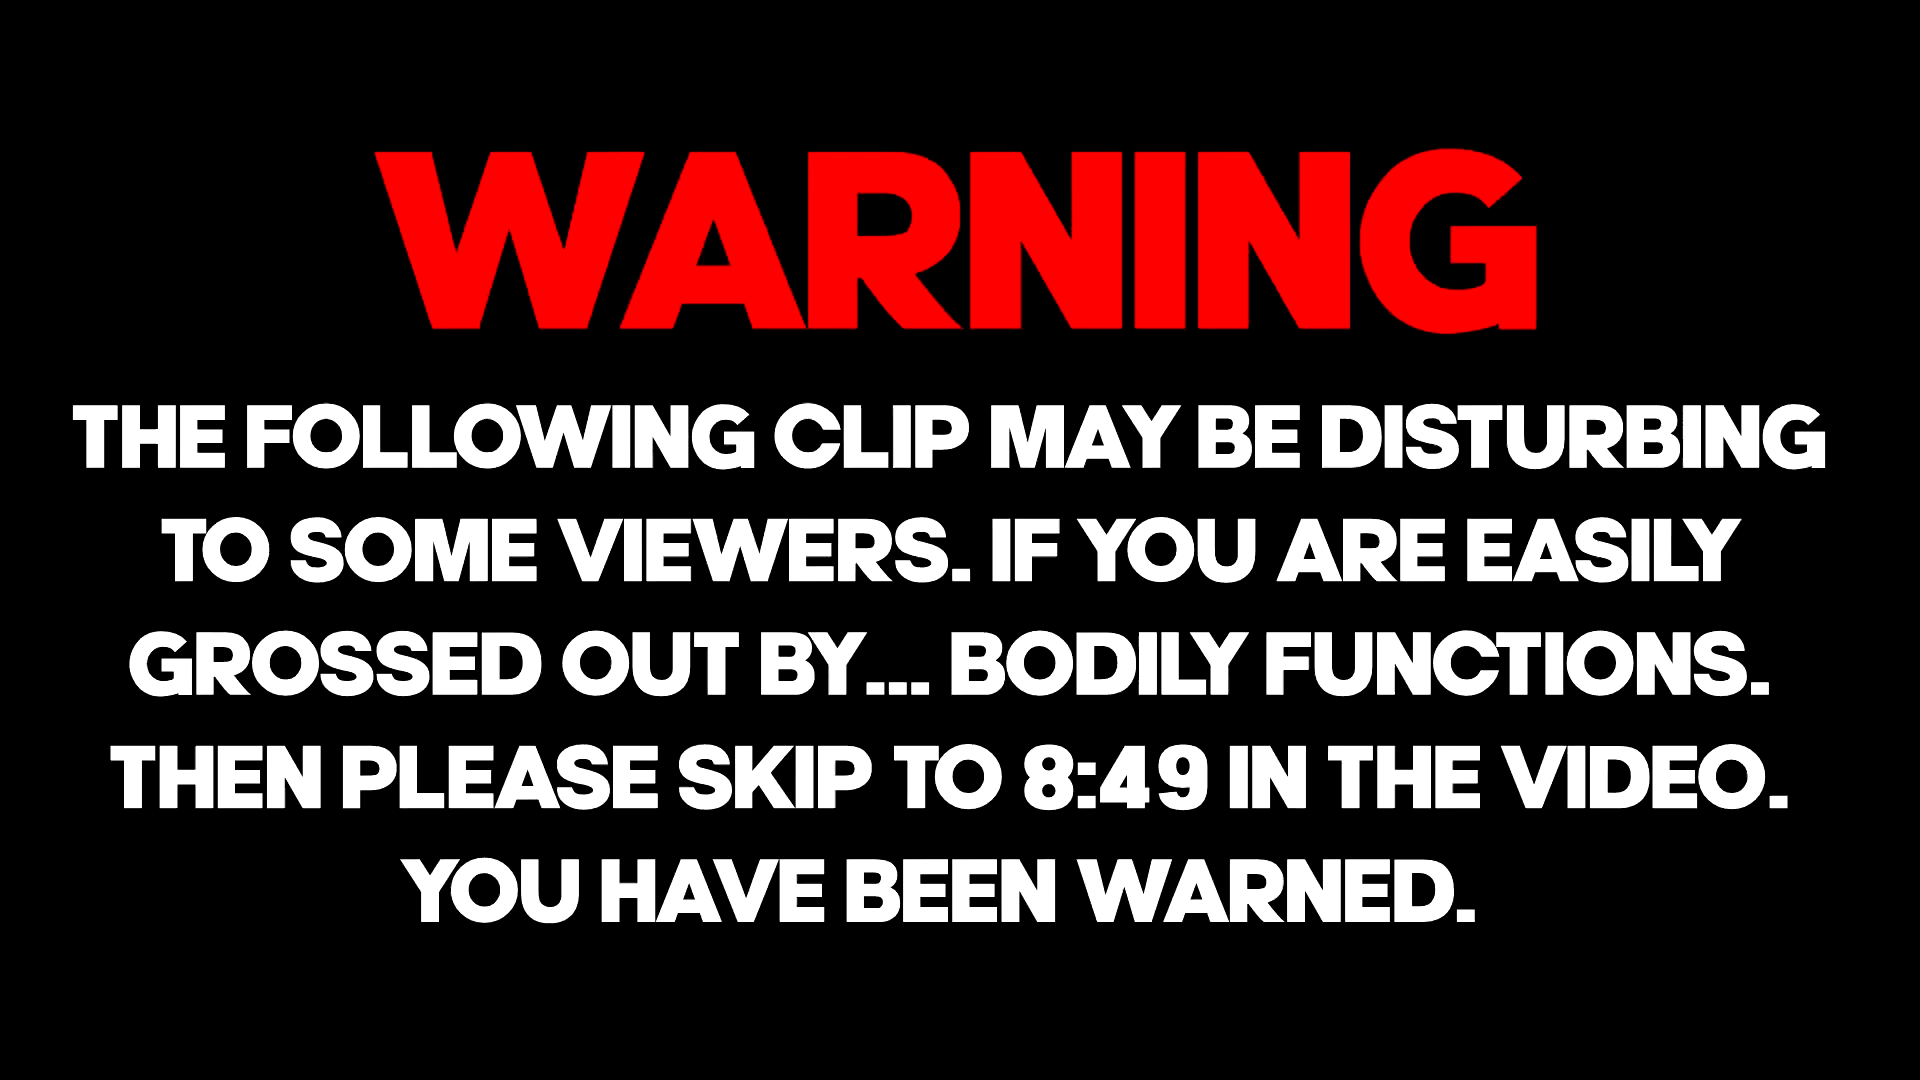 WARNING
THE FOLLOWING CLIP MAY BE DISTURBING
TO SOME VIEWERS. IF YOU ARE EASILY
GROSSED OUT BY... BODILY FUNCTIONS.
THEN PLEASE SKIP TO 8:49 IN THE VIDEO.
YOU HAVE BEEN WARNED.